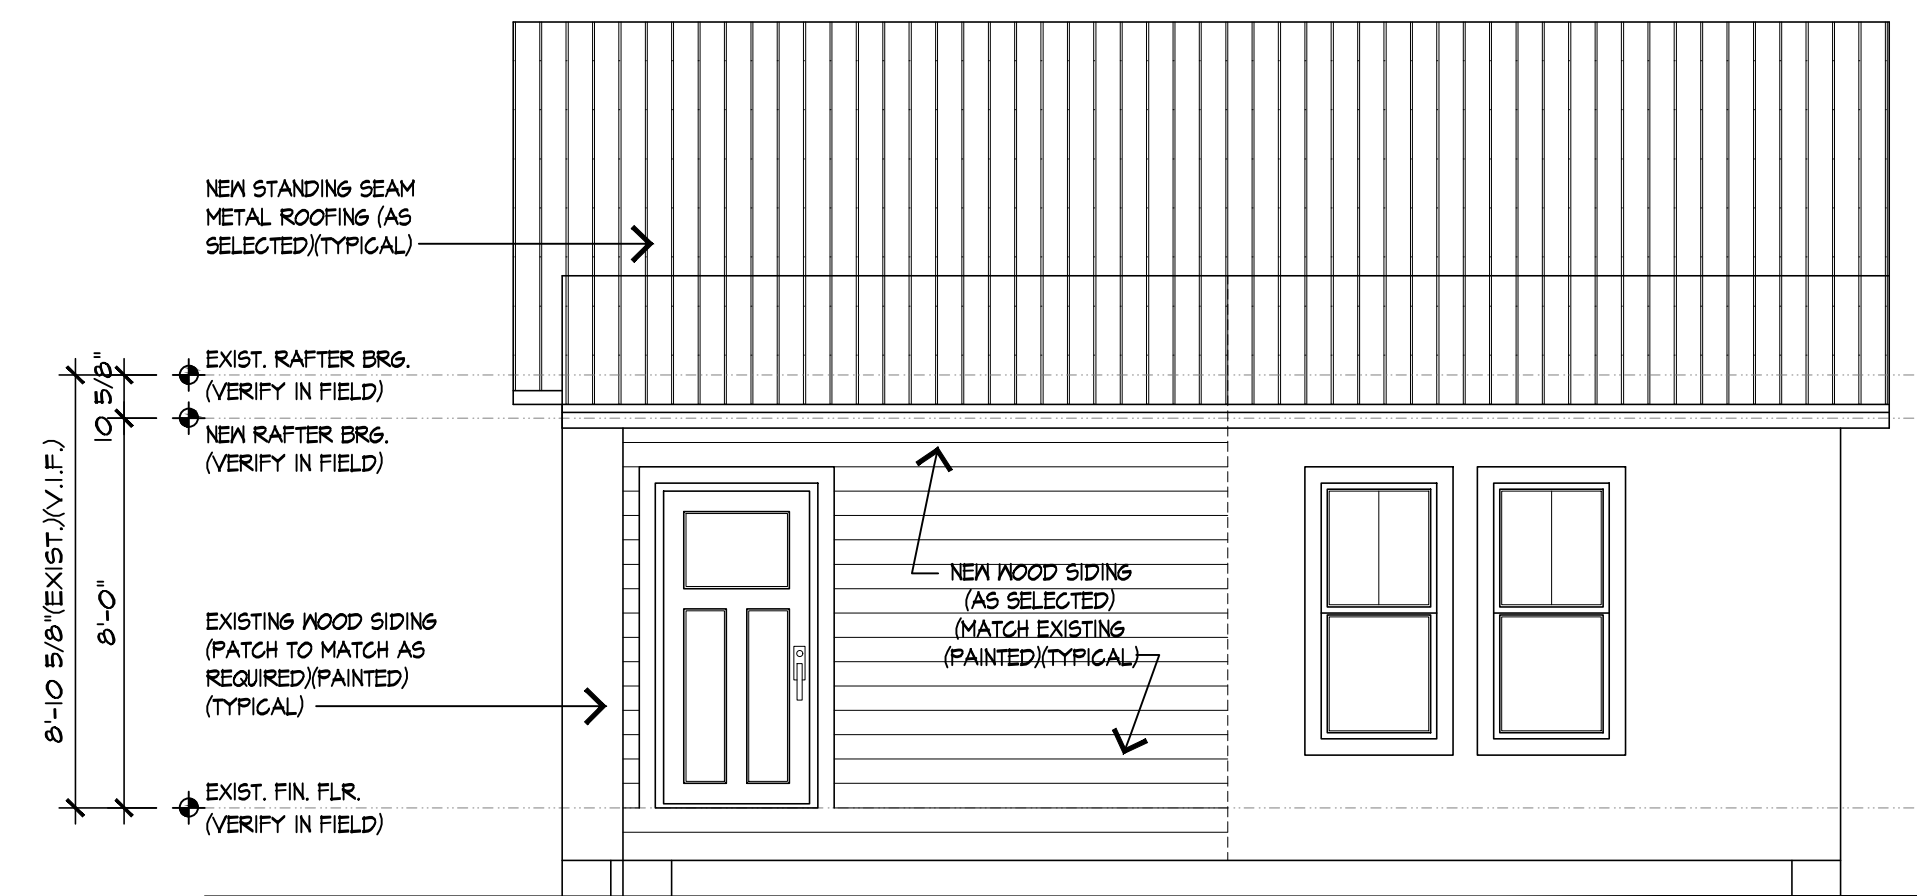 NEW STANDING SEAM
METAL ROOFING (AS
SELECTED)(TYPICAL)
EXIST. RAFTER BRG.
(VERIFY IN FIELD)
NEW RAFTER BRG.
(VERIFY IN FIELD)
10 5/8"
8'-10 5/8"(EXIST.)(V.I.F.)
8'-0"
NEW WOOD SIDING
(AS SELECTED)
(MATCH EXISTING
(PAINTED)(TYPICAL)
EXISTING WOOD SIDING
(PATCH TO MATCH AS
REQUIRED)(PAINTED)
(TYPICAL)
EXIST. FIN. FLR.
(VERIFY IN FIELD)